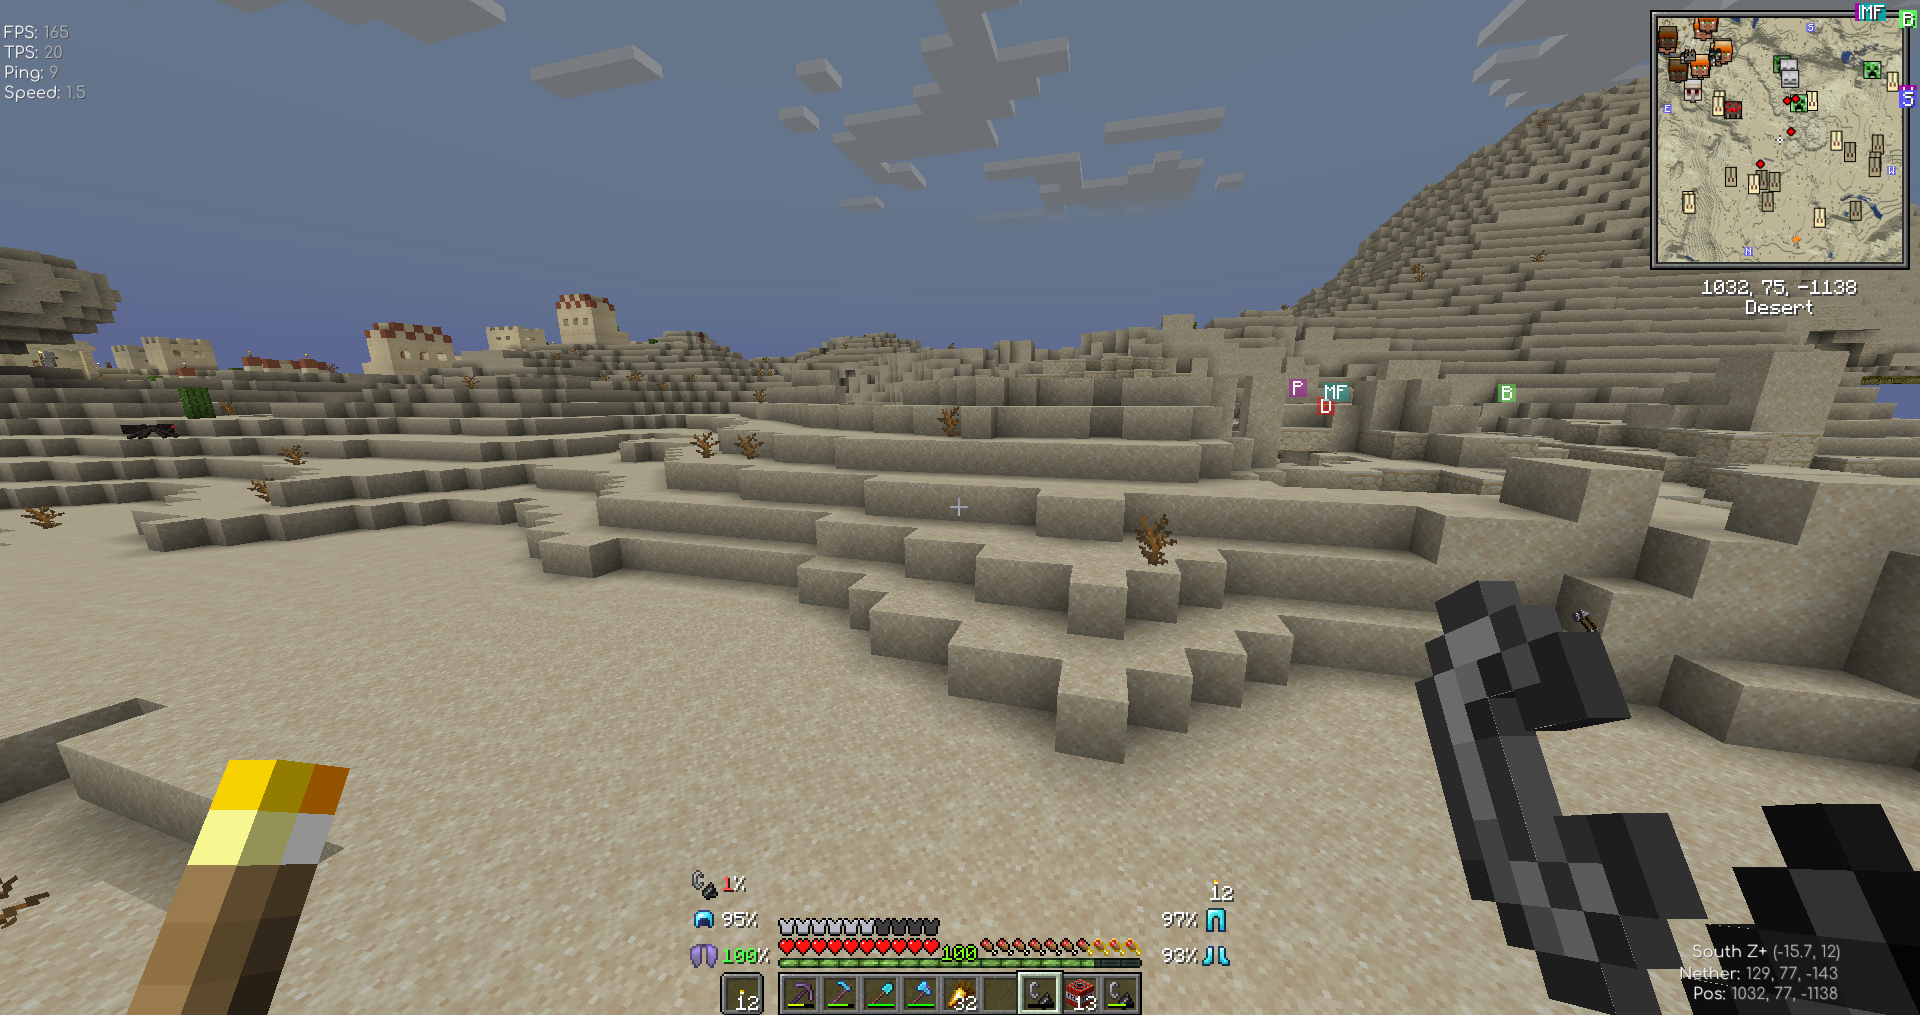 FPS: 165
TPS: 20
Ping: 9
Speed: 1.5
MF
B
S
S
E
W
N
1032, 75, -1138
Desert
P
MF
D
B
1%
95%
100%
100
12
97%
93%
12
32
13
South Z+ (-15.7, 12)
Nether: 129, 77, -143
Pos: 1032, 77, -1138